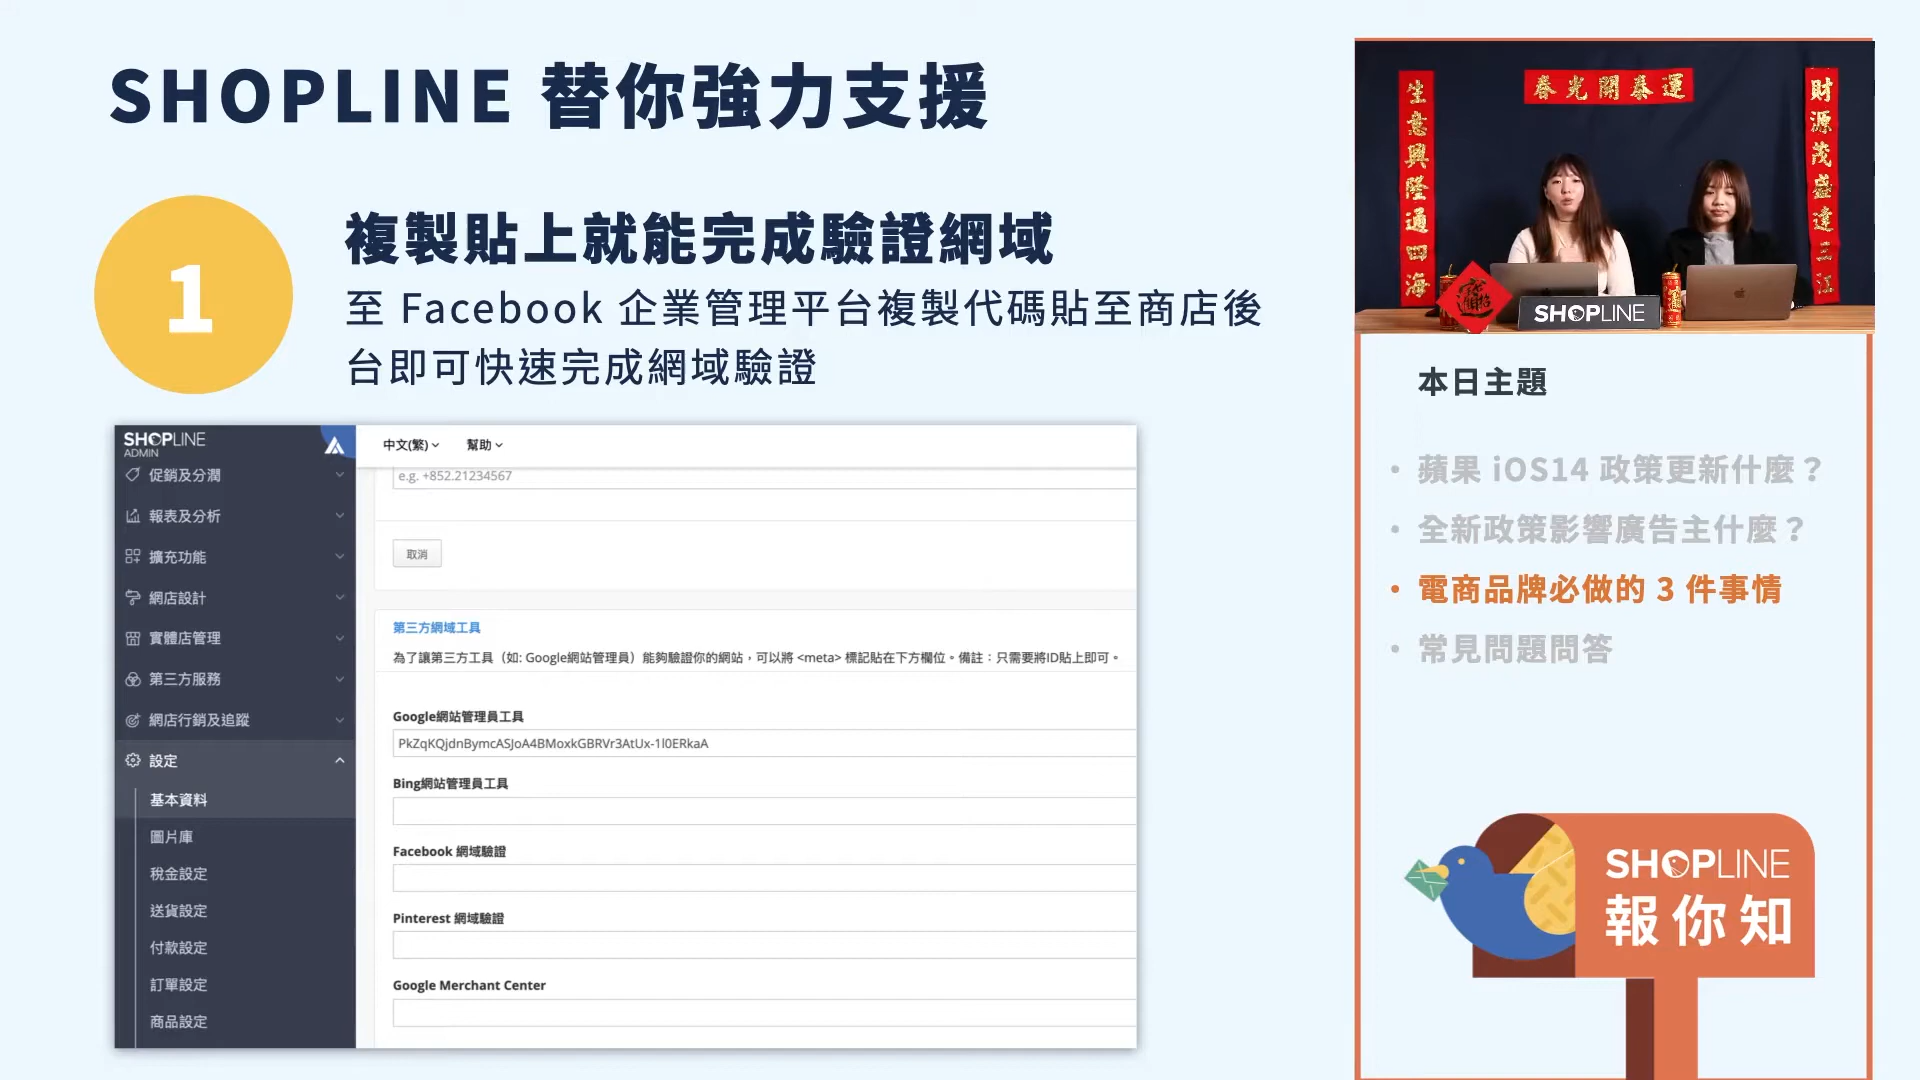 SHOPLINE 替你強力支援
1
複製貼上就能完成驗證網域
至 Facebook 企業管理平台複製代碼貼至商店後
台即可快速完成網域驗證
SHOPLINE
ADMIN
促銷及分潤
報表及分析
擴充功能
網店設計
實體店管理
第三方服務
網店行銷及追蹤
設定
基本資料
圖片庫
稅金設定
送貨設定
付款設定
訂單設定
商品設定
中文(繁)
幫助
e.g. +852.21234567
取消
第三方網域工具
為了讓第三方工具（如: Google網站管理員）能夠驗證你的網站，可以將 <meta> 標記貼在下方欄位。備註：只需要將ID貼上即可。
Google網站管理員工具
PkZqKQjdnBymcASJoA4BMoxkGBRVr3AtUx-1l0ERkaA
Bing網站管理員工具
Facebook 網域驗證
Pinterest 網域驗證
Google Merchant Center
春光開泰運
生意興隆通四海
財源茂盛達三江
SHOPLINE
本日主題
• 蘋果 iOS14 政策更新什麼？
• 全新政策影響廣告主什麼？
• 電商品牌必做的 3 件事情
• 常見問題問答
SHOPLINE
報你知